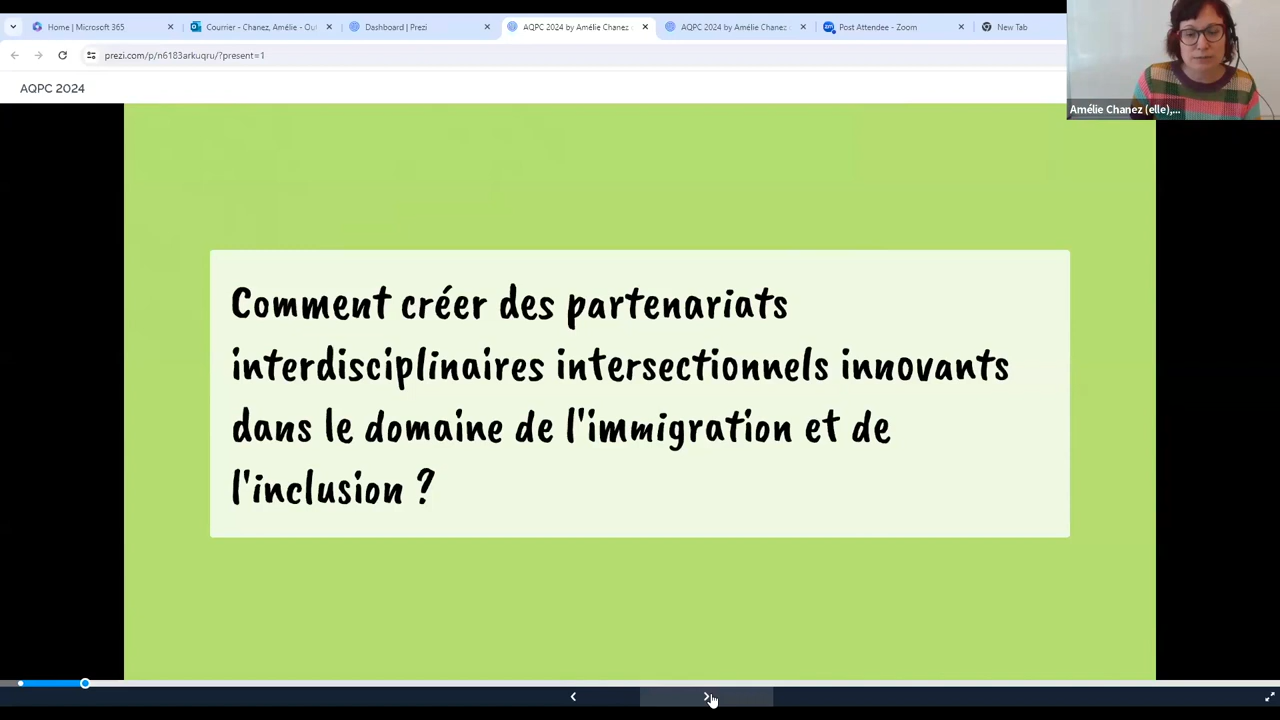 Home | Microsoft 365
Courrier - Chanez, Amélie - Out
Dashboard | Prezi
AQPC 2024 by Amélie Chanez
AQPC 2024 by Amélie Chanez
Post Attendee - Zoom
New Tab
prezi.com/p/n6183arkuqru/?present=1
AQPC 2024
Amélie Chanez (elle),...
Comment créer des partenariats
interdisciplinaires intersectionnels innovants
dans le domaine de l'immigration et de
l'inclusion ?